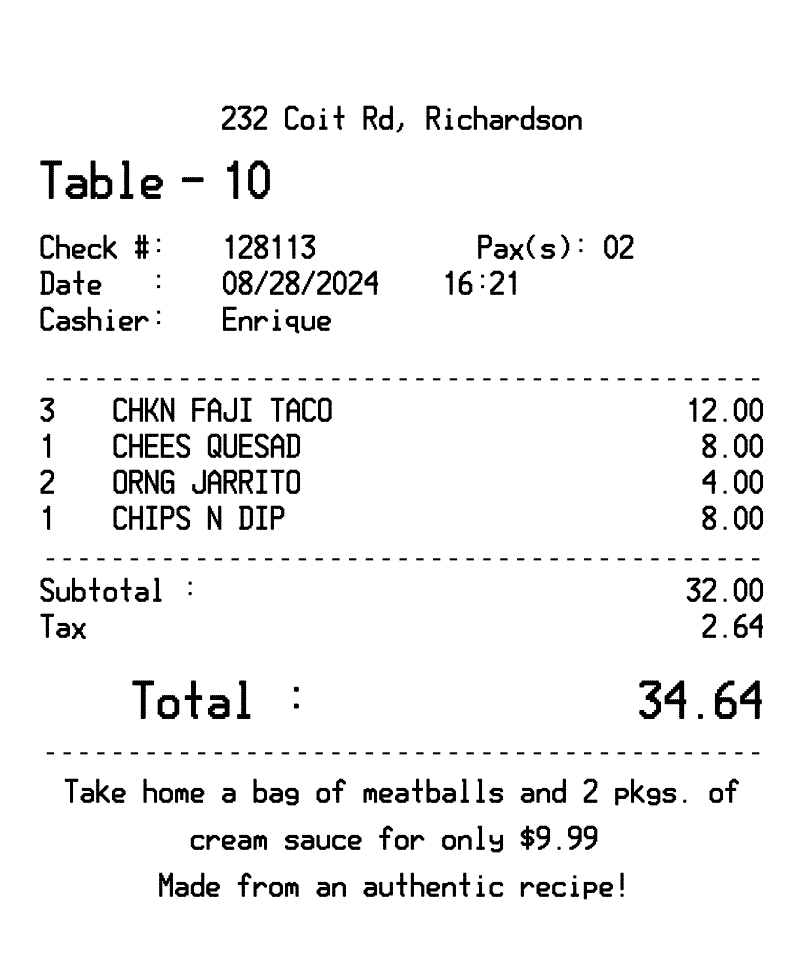 232 Coit Rd, Richardson
Table - 10
Check #: 128113 Pax(s): 02
Date : 08/28/2024 16:21
Cashier: Enrique
3 CHKN FAJI TACO 12.00
1 CHEES QUESAD 8.00
2 ORNG JARRITO 4.00
1 CHIPS N DIP 8.00
Subtotal : 32.00
Tax 2.64
Total : 34.64
Take home a bag of meatballs and 2 pkgs. of
cream sauce for only $9.99
Made from an authentic recipe!